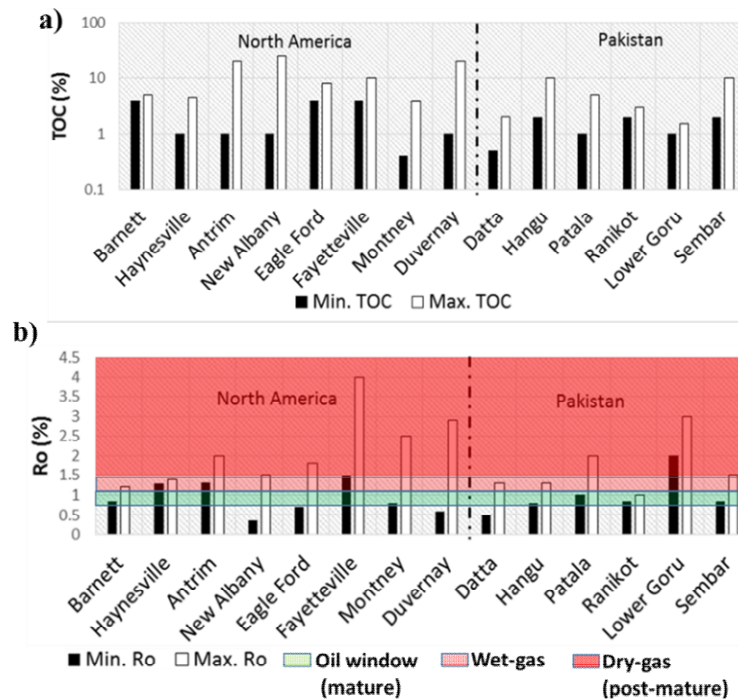 a)
100
10
1
0.1
TOC (%)
North America
Pakistan
Barnett
Haynesville
Antrim
New Albany
Eagle Ford
Fayetteville
Montney
Duvernay
Datta
Hangu
Patala
Ranikot
Lower Goru
Sembar
Min. TOC
Max. TOC
b)
4.5
4
3.5
3
2.5
2
1.5
1
0.5
0
Ro (%)
North America
Pakistan
Barnett
Haynesville
Antrim
New Albany
Eagle Ford
Fayetteville
Montney
Duvernay
Datta
Hangu
Patala
Ranikot
Lower Goru
Sembar
Min. Ro
Max. Ro
Oil window
(mature)
Wet-gas
Dry-gas
(post-mature)